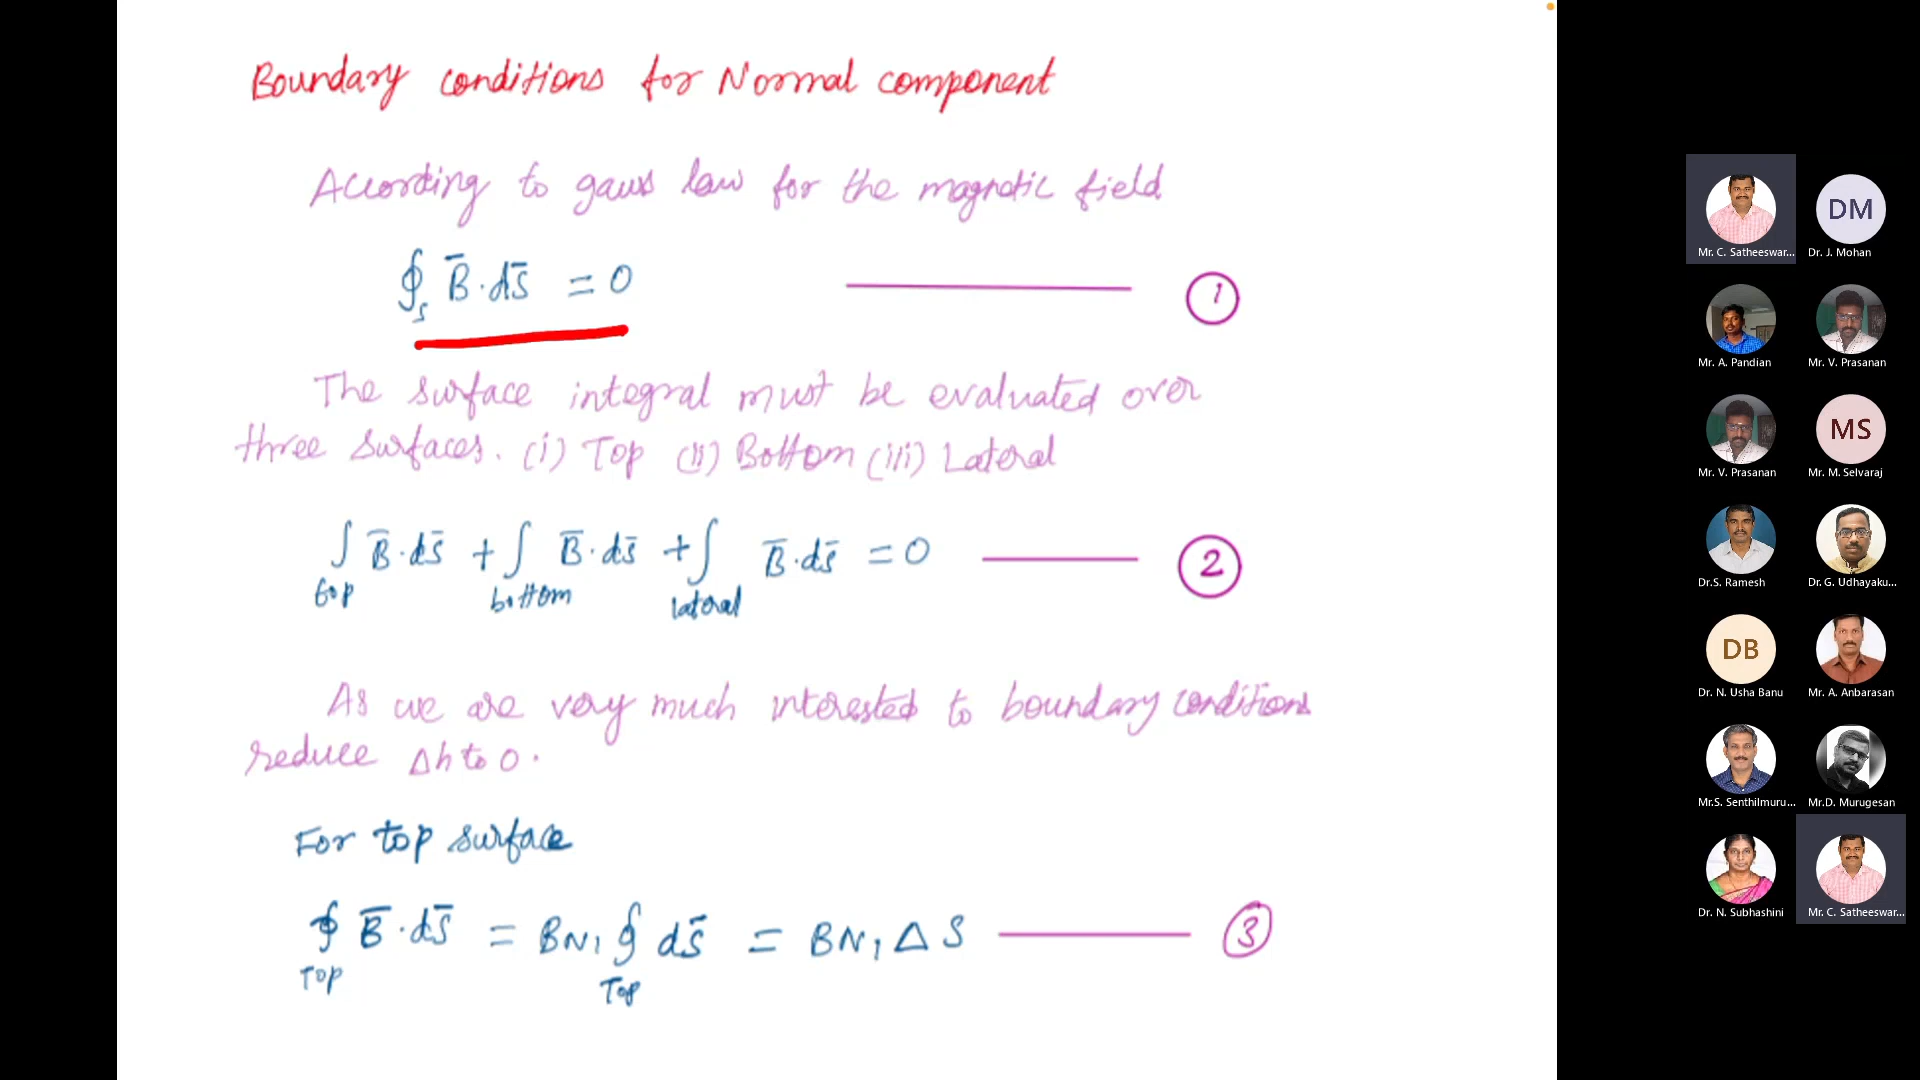 Boundary conditions for Normal component
According to gauss law for the magnetic field
∮s B̄·ds̄ = 0 ——— ①
The surface integral must be evaluated over
three surfaces. (i) Top (ii) Bottom (iii) Lateral
∫top B̄·ds̄ + ∫bottom B̄·ds̄ + ∫lateral B̄·ds̄ = 0 ——— ②
As we are very much interested to boundary conditions
reduce Δh to 0.
For top surface
∮Top B̄·ds̄ = BN1 ∮Top ds̄ = BN1 ΔS ——— ③
Mr. C. Satheeswar...
DM
Dr. J. Mohan
Mr. A. Pandian
Mr. V. Prasanan
Mr. V. Prasanan
MS
Mr. M. Selvaraj
Dr.S. Ramesh
Dr. G. Udhayaku...
DB
Dr. N. Usha Banu
Mr. A. Anbarasan
Mr.S. Senthilmuru...
Mr.D. Murugesan
Dr. N. Subhashini
Mr. C. Satheeswar...